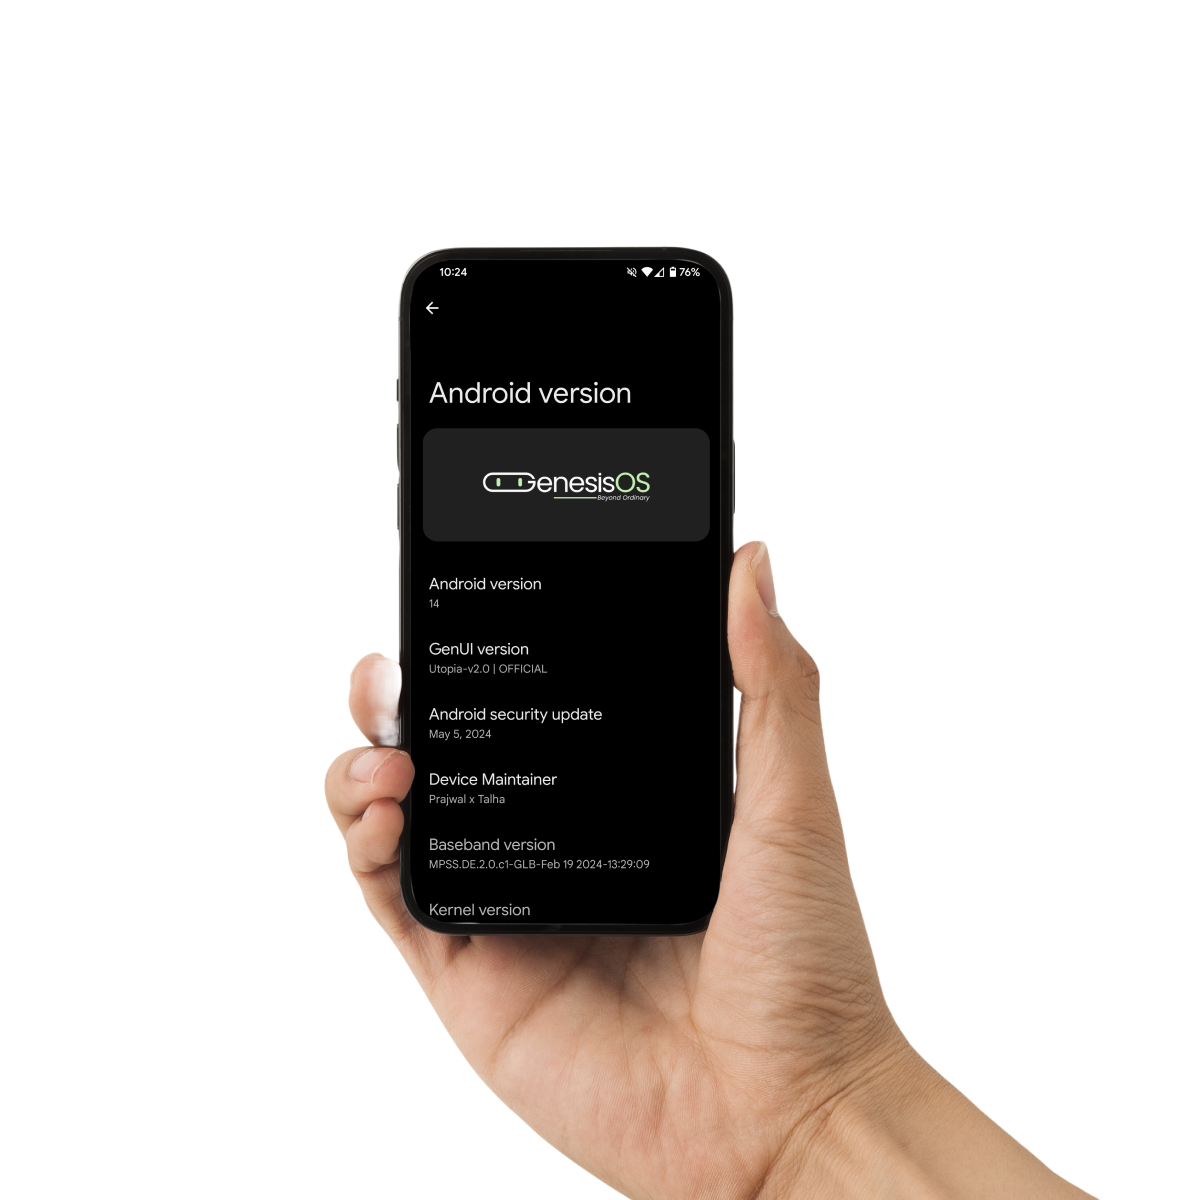 10:24
76%
Android version
GenesisOS
Beyond Ordinary
Android version
14
GenUI version
Utopia-v2.0 | OFFICIAL
Android security update
May 5, 2024
Device Maintainer
Prajwal x Talha
Baseband version
MPSS.DE.2.0.c1-GLB-Feb 19 2024-13:29:09
Kernel version